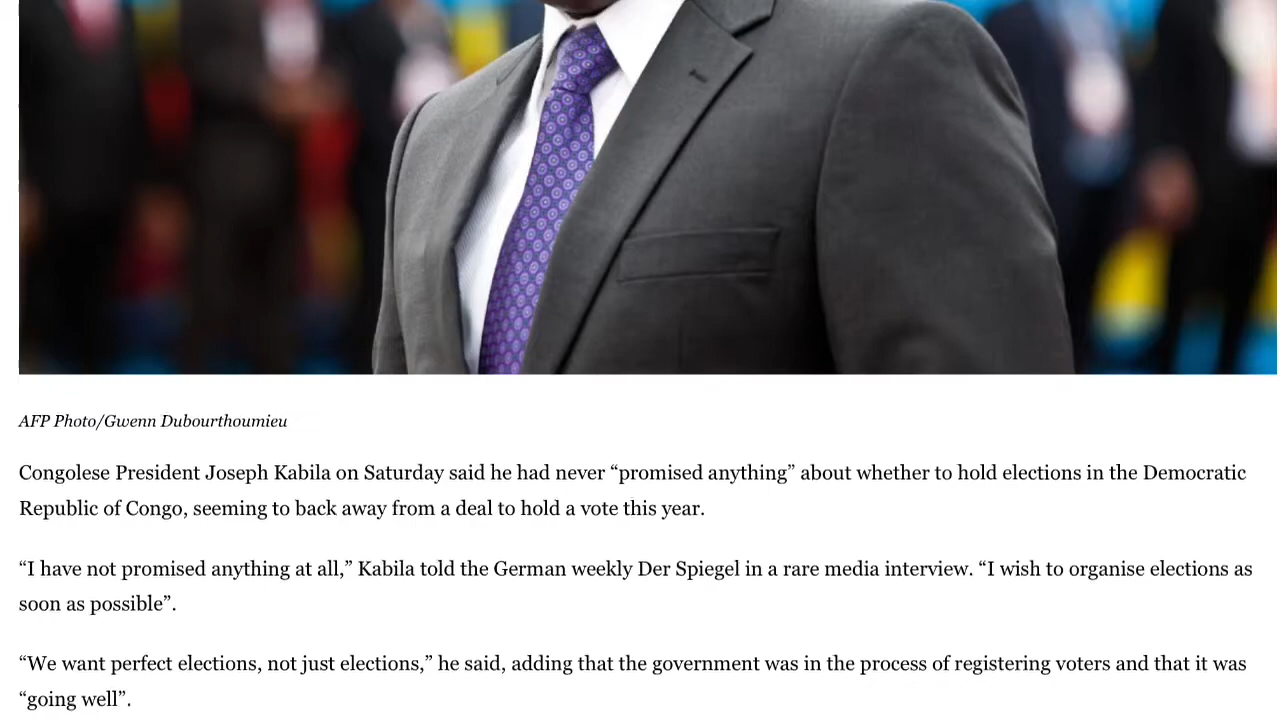 AFP Photo/Gwenn Dubourthoumieu
Congolese President Joseph Kabila on Saturday said he had never “promised anything” about whether to hold elections in the Democratic
Republic of Congo, seeming to back away from a deal to hold a vote this year.
“I have not promised anything at all,” Kabila told the German weekly Der Spiegel in a rare media interview. “I wish to organise elections as
soon as possible”.
“We want perfect elections, not just elections,” he said, adding that the government was in the process of registering voters and that it was
“going well”.